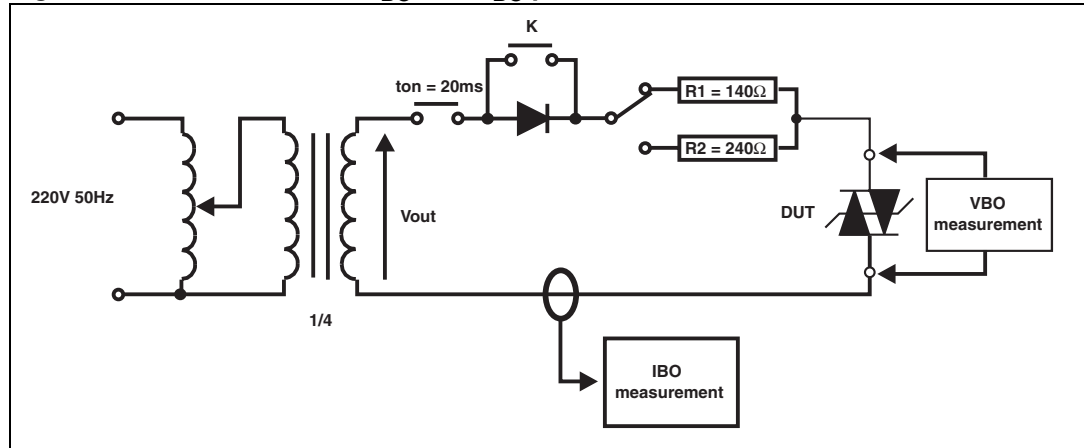 K
ton = 20ms
R1 = 140Ω
R2 = 240Ω
220V 50Hz
Vout
DUT
VBO
measurement
1/4
IBO
measurement